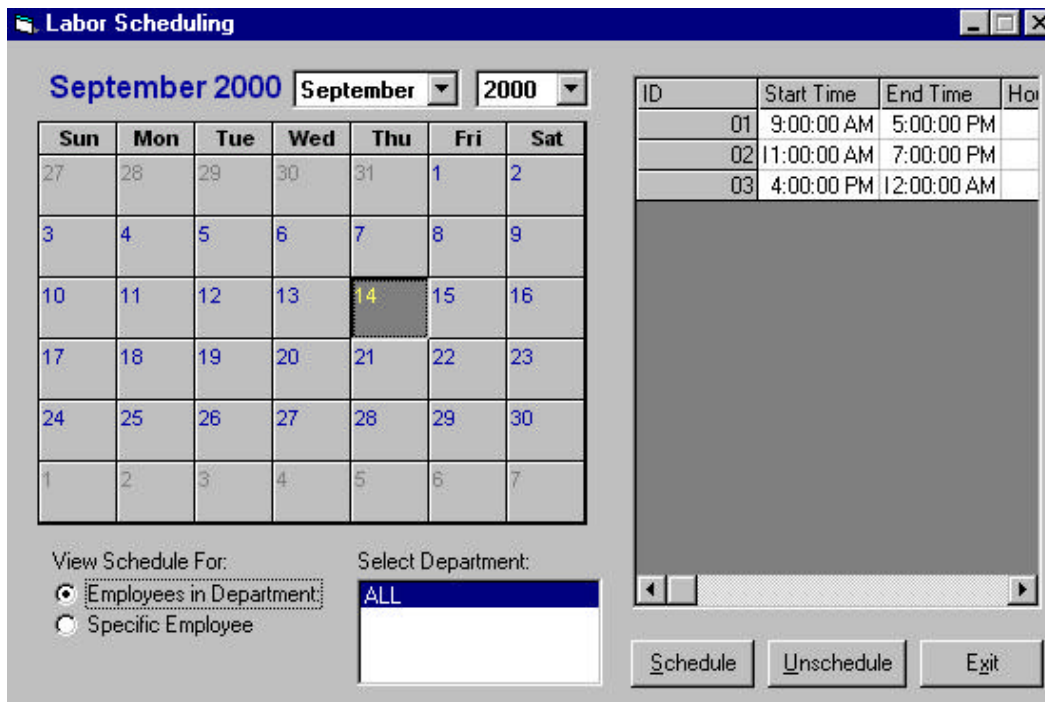 Labor Scheduling
September 2000 September 2000
Sun Mon Tue Wed Thu Fri Sat
27 28 29 30 31 1 2
3 4 5 6 7 8 9
10 11 12 13 14 15 16
17 18 19 20 21 22 23
24 25 26 27 28 29 30
1 2 3 4 5 6 7
View Schedule For:
Employees in Department:
Specific Employee
Select Department:
ALL
ID Start Time End Time Hou
01 9:00:00 AM 5:00:00 PM
02 11:00:00 AM 7:00:00 PM
03 4:00:00 PM 12:00:00 AM
Schedule Unschedule Exit